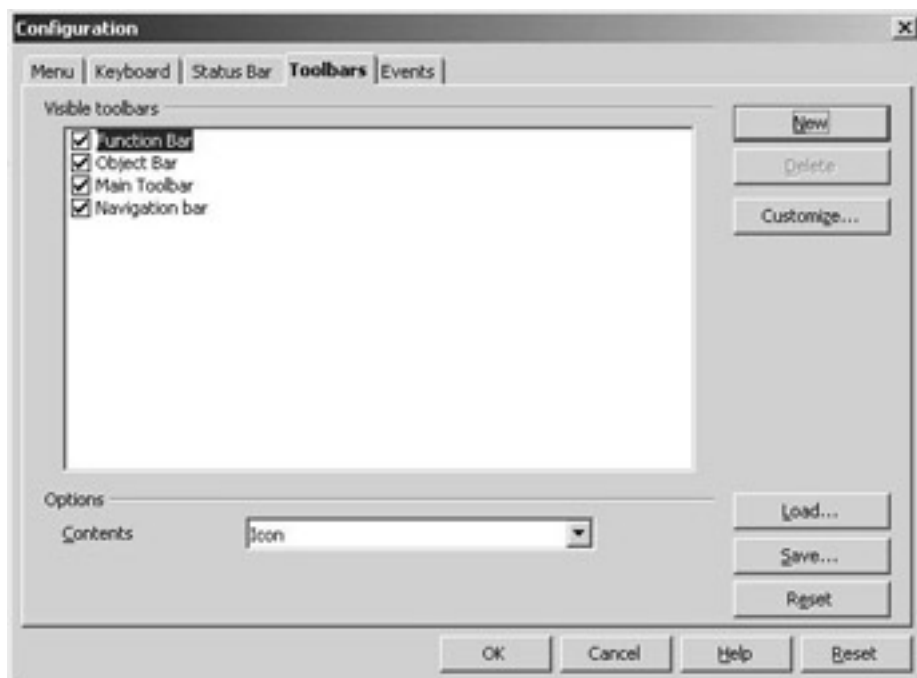 Configuration
Menu Keyboard Status Bar Toolbars Events
Visible toolbars
Function Bar
Object Bar
Main Toolbar
Navigation bar
New
Delete
Customize...
Options
Contents
Icon
Load...
Save...
Reset
OK Cancel Help Reset